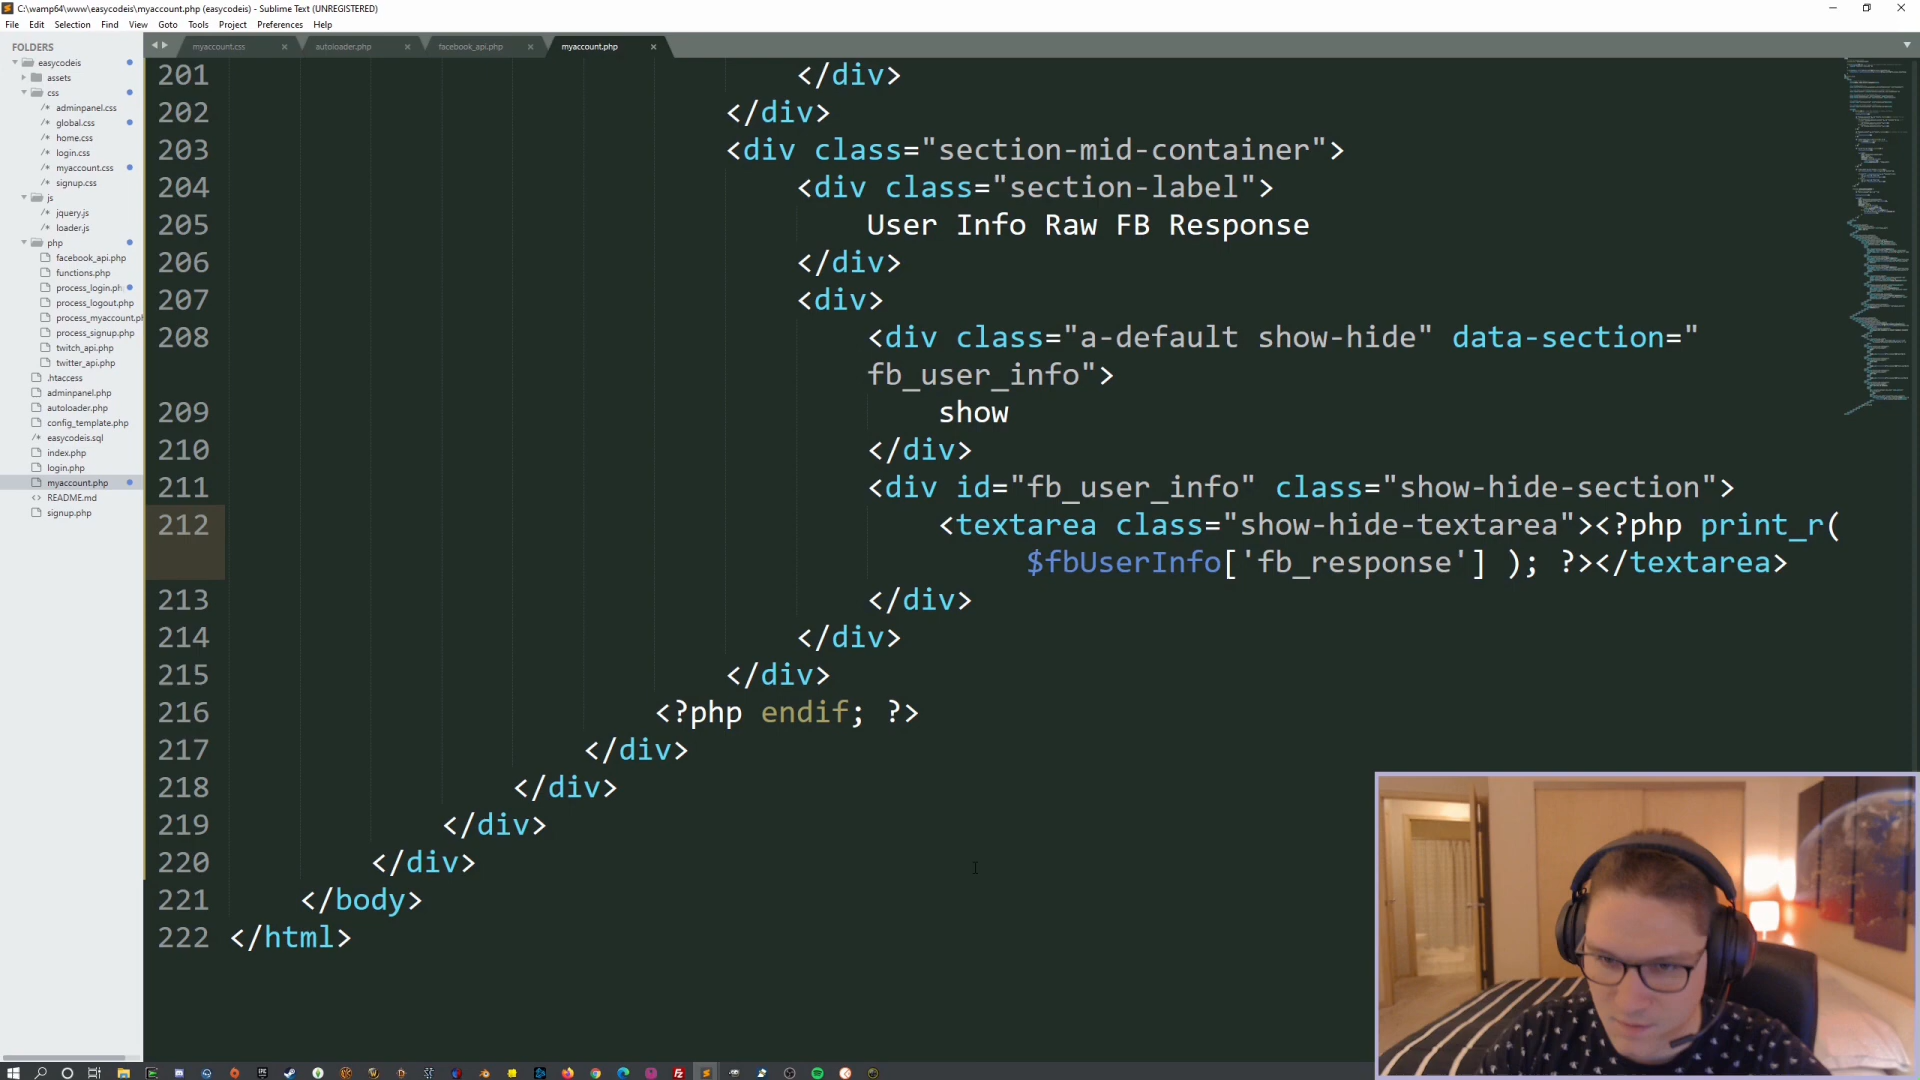 C:\wamp64\www\easycodeis\myaccount.php (easycodeis) - Sublime Text (UNREGISTERED)
File Edit Selection Find View Goto Tools Project Preferences Help
FOLDERS
easycodeis
assets
css
adminpanel.css
global.css
home.css
login.css
myaccount.css
signup.css
js
jquery.js
loader.js
php
facebook_api.php
functions.php
process_login.ph
process_logout.php
process_myaccount.ph
process_signup.php
twitch_api.php
twitter_api.php
.htaccess
adminpanel.php
autoloader.php
config_template.php
easycodeis.sql
index.php
login.php
myaccount.php
README.md
signup.php
myaccount.css autoloader.php facebook_api.php myaccount.php
201 </div>
202 </div>
203 <div class="section-mid-container">
204 <div class="section-label">
205 User Info Raw FB Response
206 </div>
207 <div>
208 <div class="a-default show-hide" data-section="
fb_user_info">
209 show
210 </div>
211 <div id="fb_user_info" class="show-hide-section">
212 <textarea class="show-hide-textarea"><?php print_r(
$fbUserInfo['fb_response'] ); ?></textarea>
213 </div>
214 </div>
215 </div>
216 <?php endif; ?>
217 </div>
218 </div>
219 </div>
220 </div>
221 </body>
222 </html>